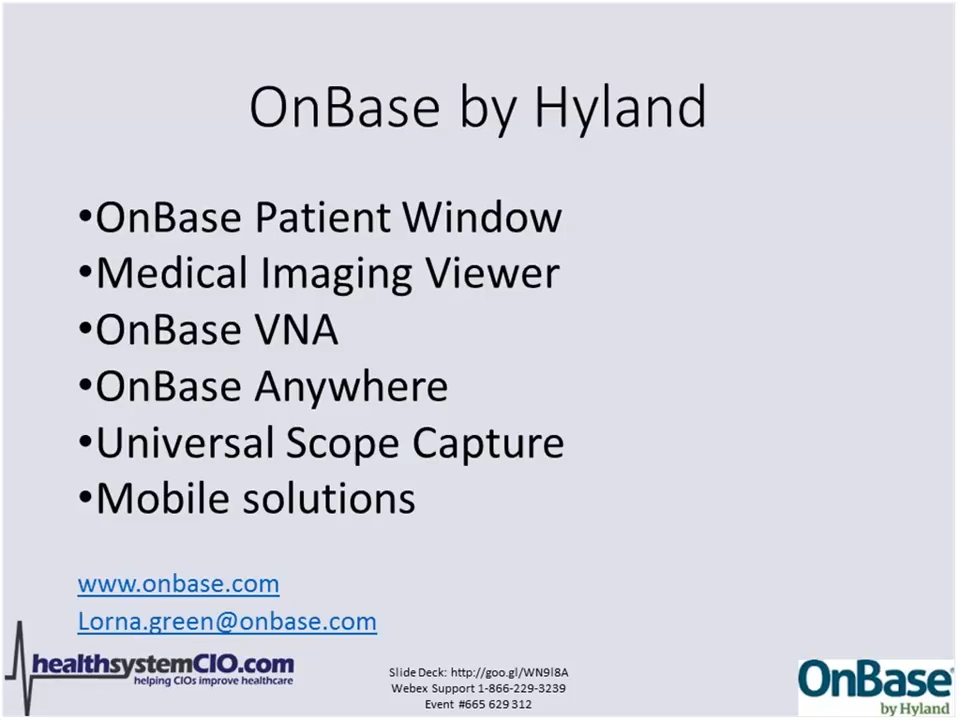 OnBase by Hyland
•OnBase Patient Window
•Medical Imaging Viewer
•OnBase VNA
•OnBase Anywhere
•Universal Scope Capture
•Mobile solutions
www.onbase.com
Lorna.green@onbase.com
healthsystemCIO.com
helping CIOs improve healthcare
Slide Deck: http://goo.gl/WN9l8A
Webex Support 1-866-229-3239
Event #665 629 312
OnBase®
by Hyland